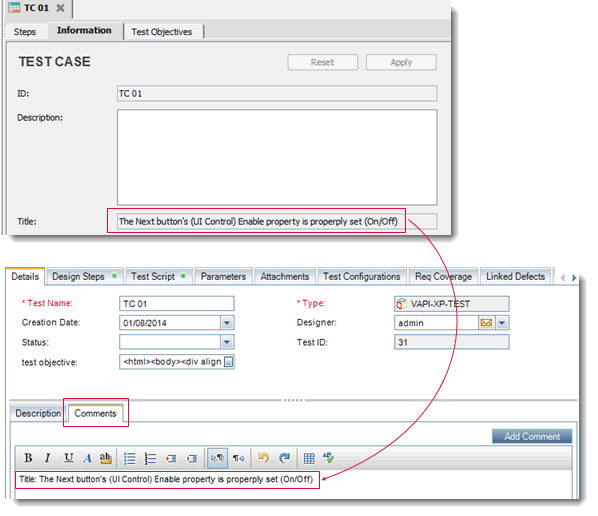 TC 01
Steps Information Test Objectives
TEST CASE Reset Apply
ID: TC 01
Description:
Title: The Next button's (UI Control) Enable property is properply set (On/Off)
Details Design Steps * Test Script * Parameters Attachments Test Configurations Req Coverage Linked Defects
* Test Name: TC 01 * Type: VAPI-XP-TEST
Creation Date: 01/08/2014 Designer: admin
Status: Test ID: 31
test objective: <html><body><div align
Description Comments
Add Comment
B I U A ab
Title: The Next button's (UI Control) Enable property is properply set (On/Off)